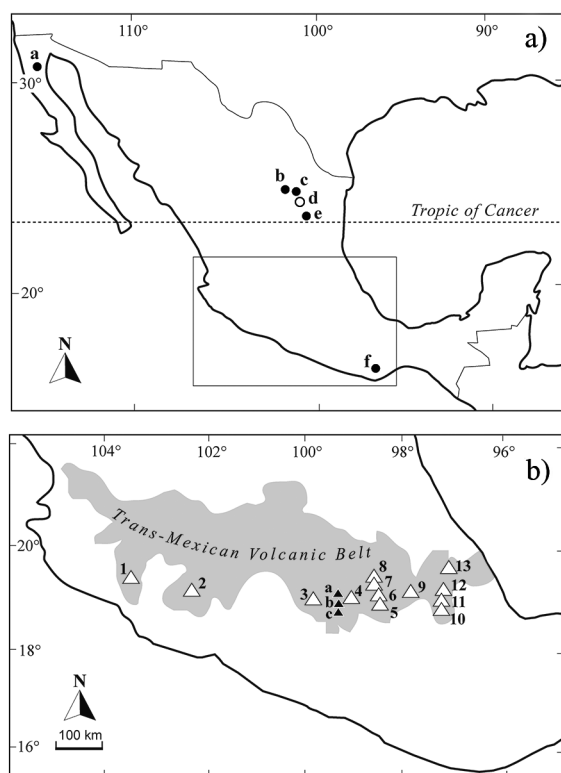 110° 100° 90°
a)
a
30°
b c
d
e
Tropic of Cancer
20°
N
f
104° 102° 100° 98° 96°
b)
Trans-Mexican Volcanic Belt
20°
1
2
3
a
b
c
4
8
7
6
5
9
13
12
11
10
18°
N
100 km
16°